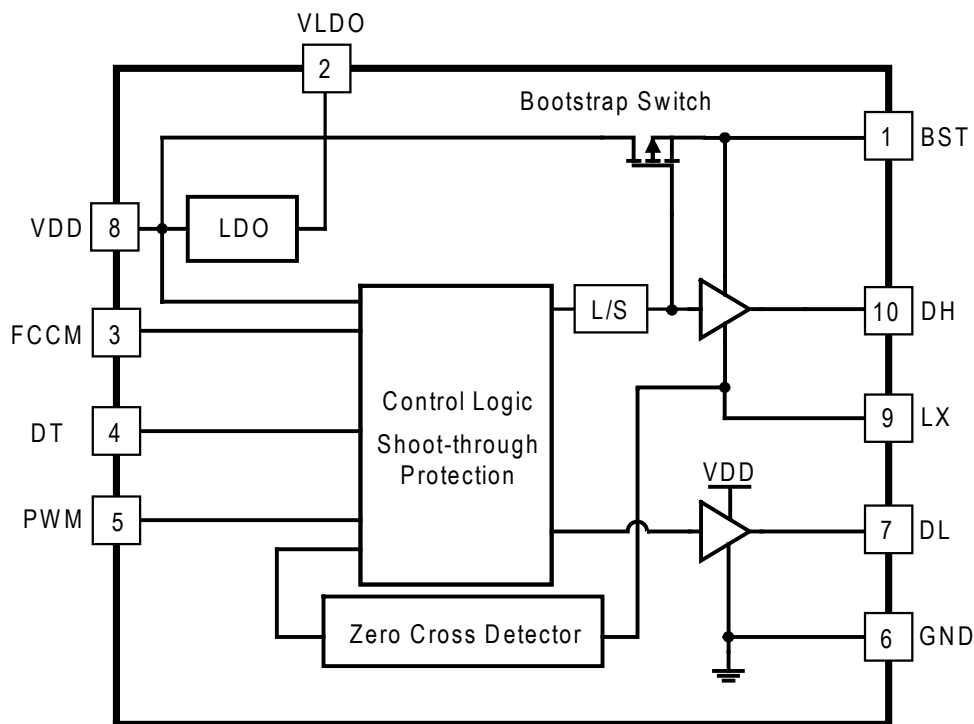 VLDO
2
Bootstrap Switch
1
BST
VDD
8
LDO
FCCM
3
L/S
10
DH
DT
4
Control Logic
Shoot-through
Protection
9
LX
VDD
PWM
5
7
DL
Zero Cross Detector
6
GND